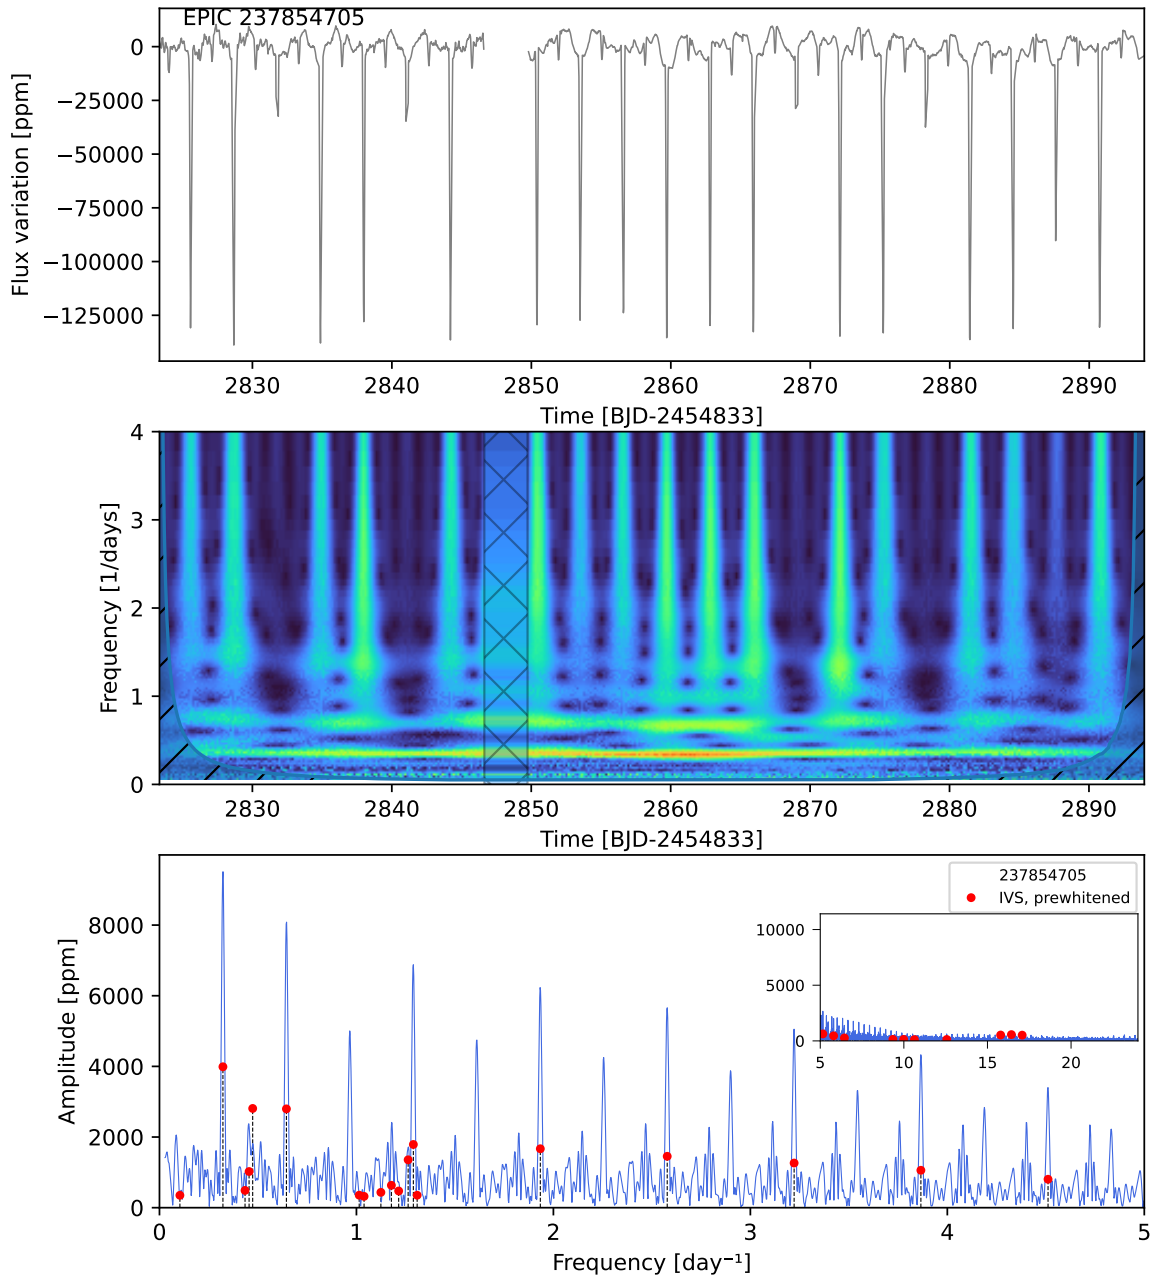 EPIC 237854705
Flux variation [ppm]
0
−25000
−50000
−75000
−100000
−125000
2830 2840 2850 2860 2870 2880 2890
Time [BJD-2454833]
Frequency [1/days]
4
3
2
1
0
2830 2840 2850 2860 2870 2880 2890
Time [BJD-2454833]
Amplitude [ppm]
8000
6000
4000
2000
0
237854705
IVS, prewhitened
10000
5000
0
5 10 15 20
0 1 2 3 4 5
Frequency [day⁻¹]